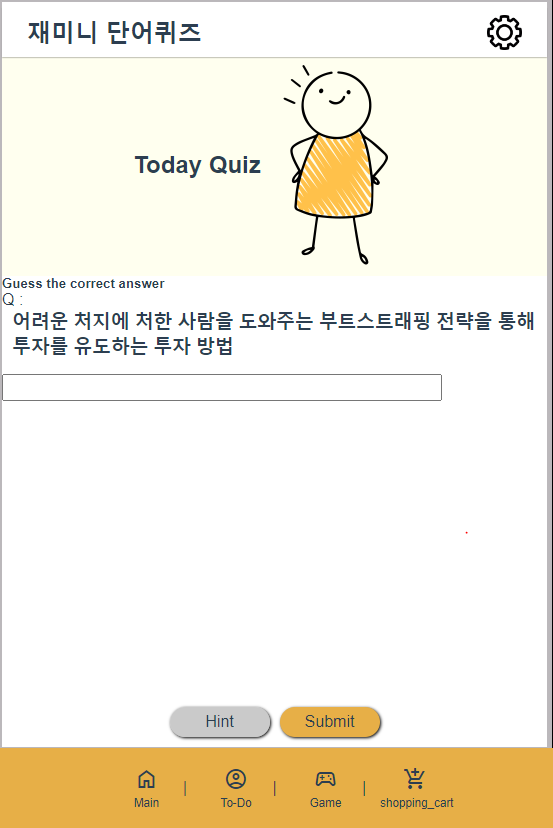 재미니 단어퀴즈
Today Quiz
Guess the correct answer
Q :
어려운 처지에 처한 사람을 도와주는 부트스트래핑 전략을 통해
투자를 유도하는 투자 방법
Hint
Submit
Main | To-Do | Game | shopping_cart